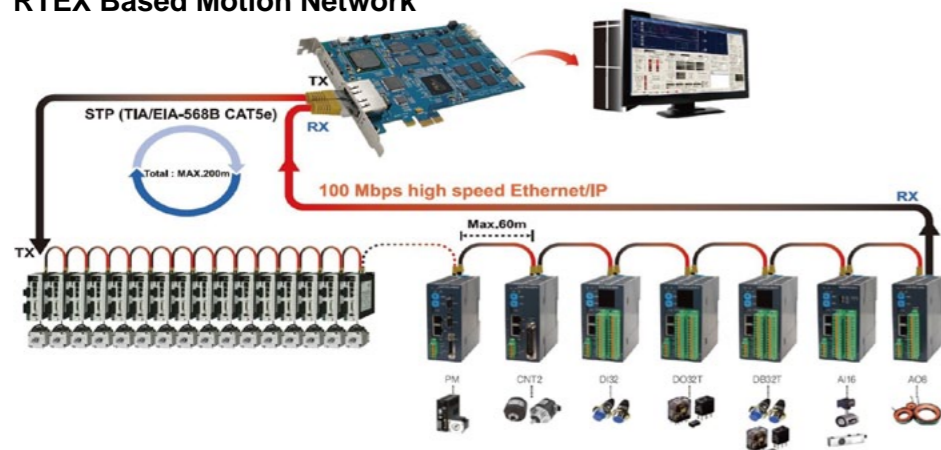 RTEX Based Motion Network
TX
STP (TIA/EIA-568B CAT5e)
RX
Total : MAX.200m
100 Mbps high speed Ethernet/IP
RX
Max.60m
TX
PM
CNT2
DI32
DO32T
DB32T
AI16
AO6